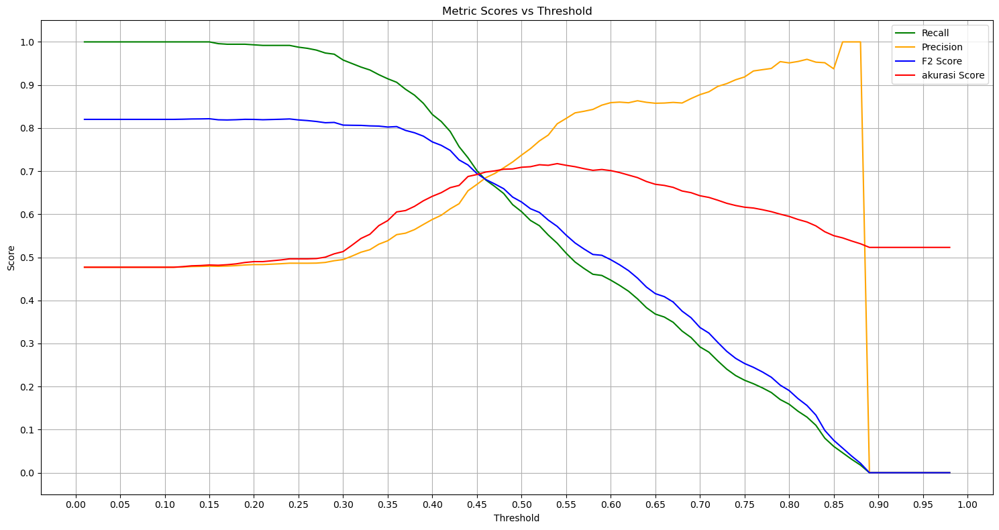 Metric Scores vs Threshold
Recall
Precision
F2 Score
akurasi Score
Score
1.0
0.9
0.8
0.7
0.6
0.5
0.4
0.3
0.2
0.1
0.0
0.00 0.05 0.10 0.15 0.20 0.25 0.30 0.35 0.40 0.45 0.50 0.55 0.60 0.65 0.70 0.75 0.80 0.85 0.90 0.95 1.00
Threshold